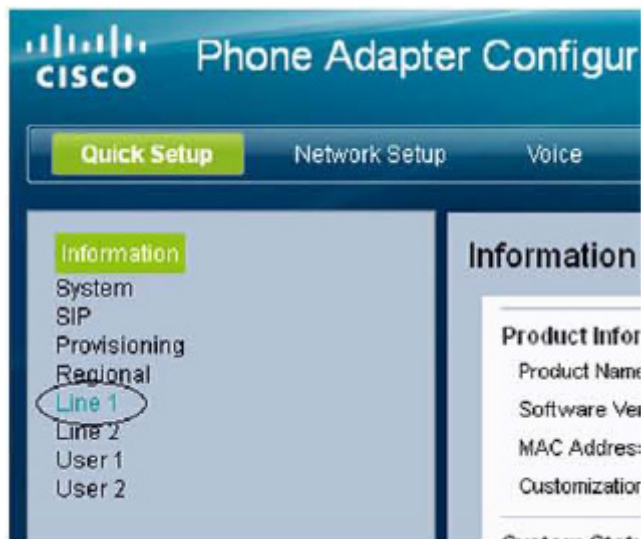 CISCO
Phone Adapter Configur
Quick Setup
Network Setup
Voice
Information
System
SIP
Provisioning
Regional
Line 1
Line 2
User 1
User 2
Information
Product Infor
Product Name
Software Ver
MAC Address
Customization